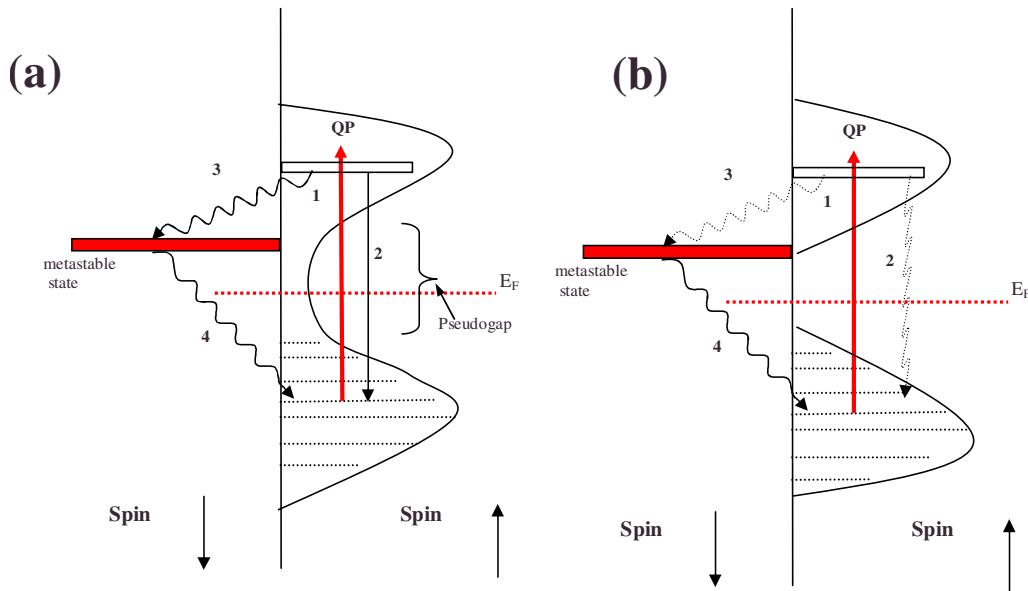 (a)
QP
3
1
2
metastable
state
E_F
Pseudogap
4
Spin
Spin
(b)
QP
3
1
2
metastable
state
E_F
4
Spin
Spin